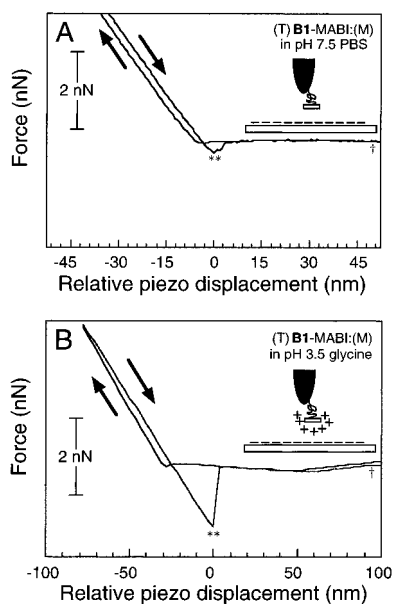 A
(T) B1-MABI:(M)
in pH 7.5 PBS
2 nN
Force (nN)
**
†
-45 -30 -15 0 15 30 45
Relative piezo displacement (nm)
B
(T) B1-MABI:(M)
in pH 3.5 glycine
+ + + + + + +
2 nN
Force (nN)
**
†
-100 -50 0 50 100
Relative piezo displacement (nm)